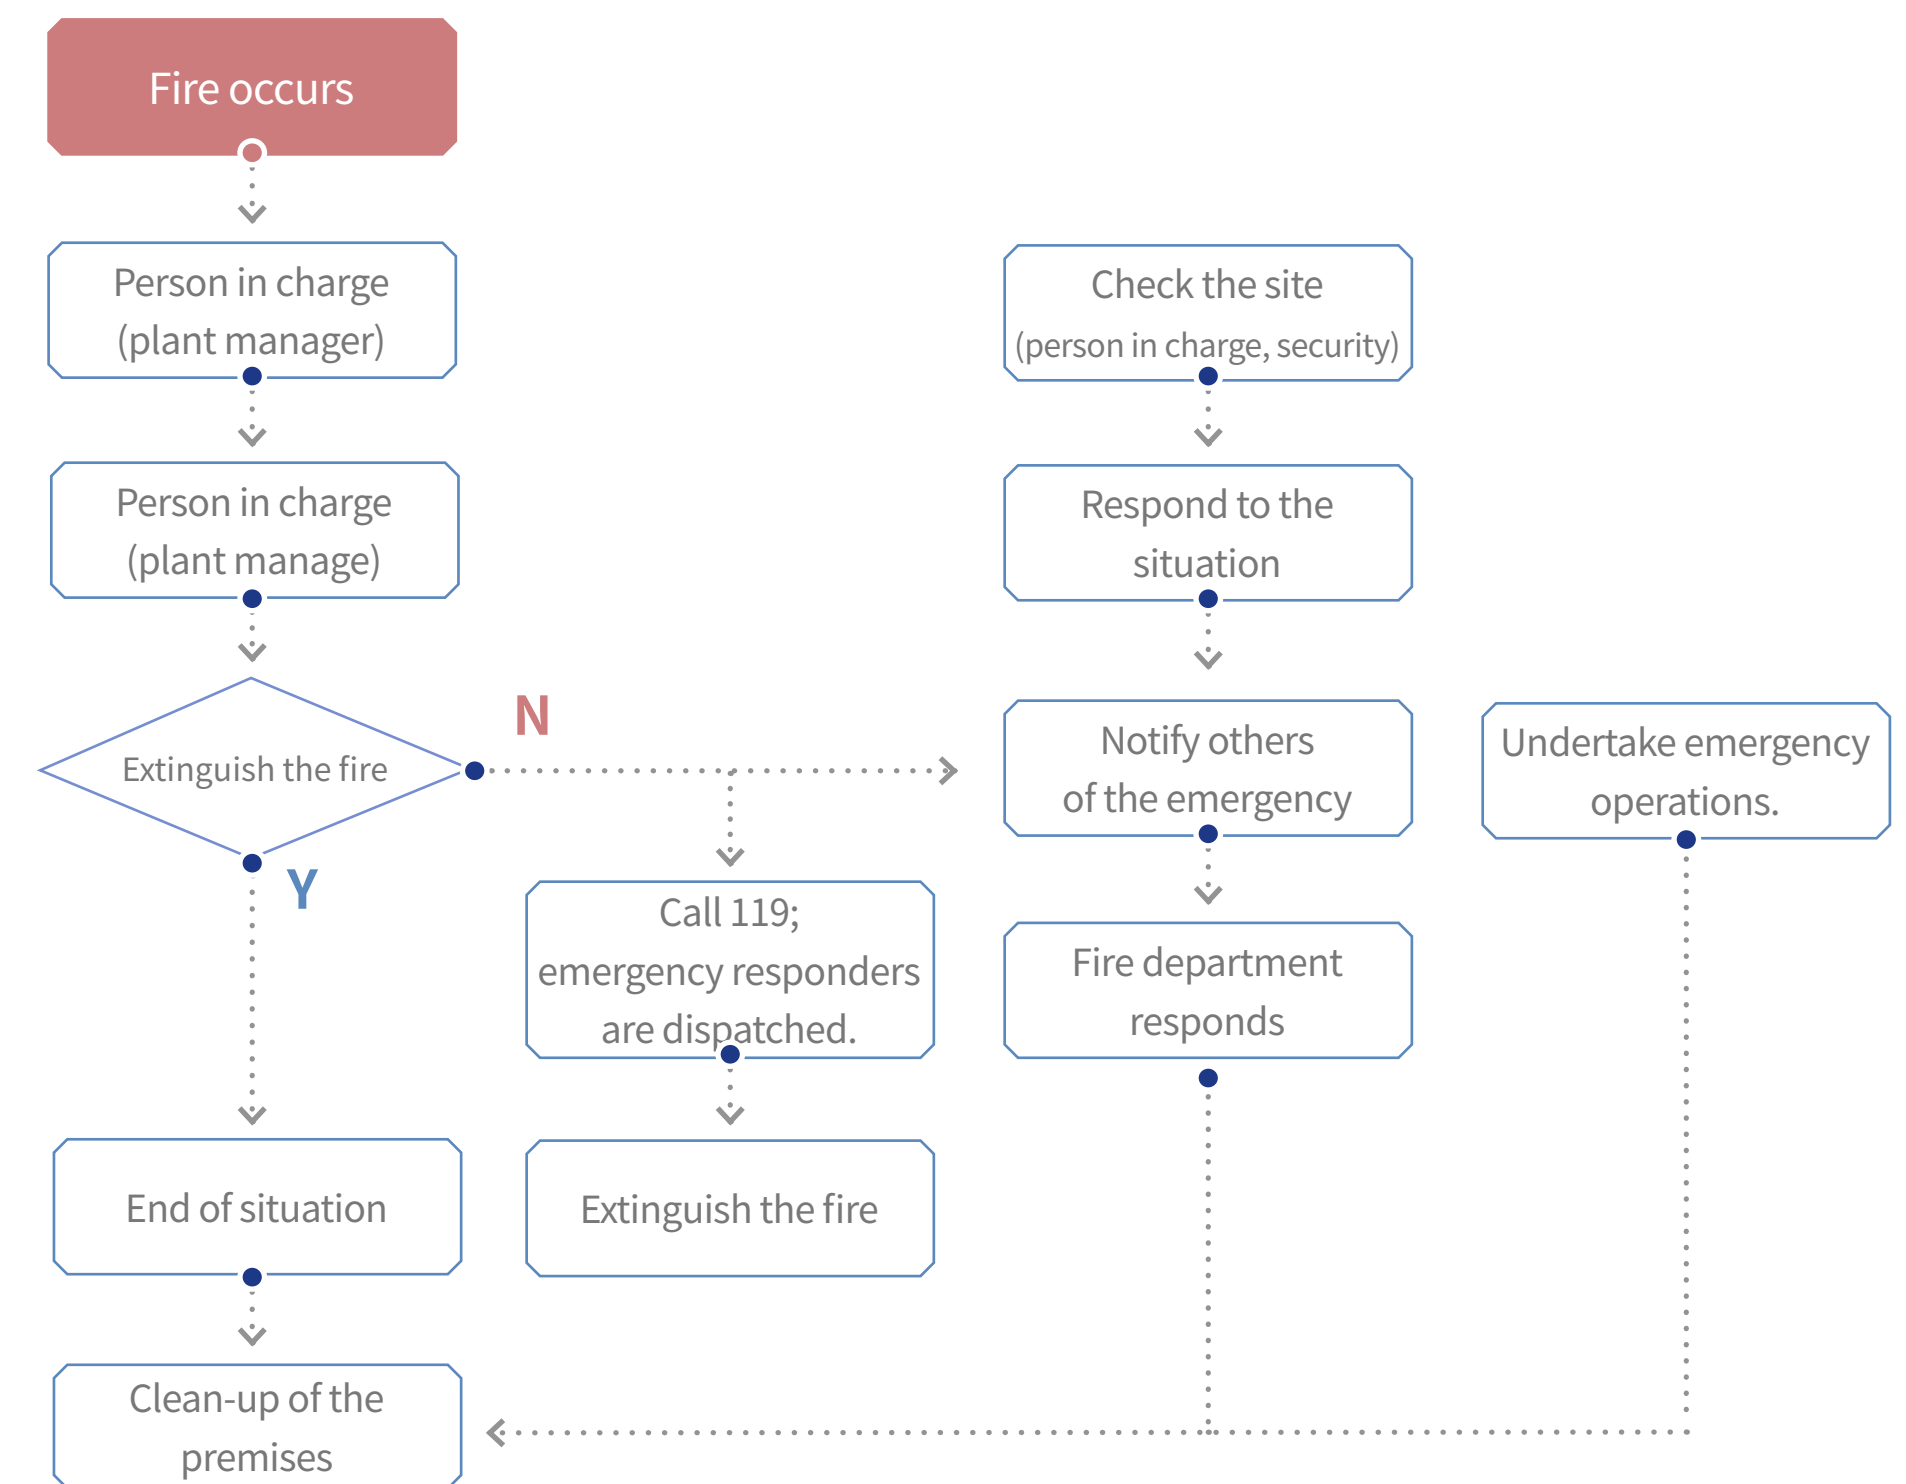 Fire occurs
Person in charge
(plant manager)
Check the site
(person in charge, security)
Person in charge
(plant manage)
Respond to the
situation
Extinguish the fire
N
Y
Notify others
of the emergency
Undertake emergency
operations.
Call 119;
emergency responders
are dispatched.
Fire department
responds
End of situation
Extinguish the fire
Clean-up of the
premises